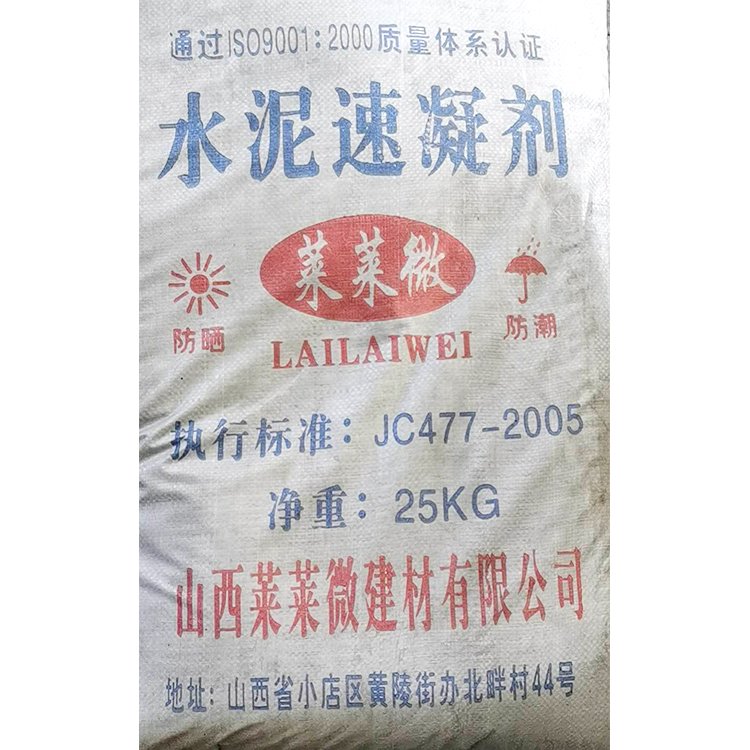 通过ISO9001:2000质量体系认证
水泥速凝剂
莱莱微
LAILAIWEI
防晒
防潮
执行标准：JC477-2005
净重：25KG
山西莱莱微建材有限公司
地址：山西省小店区黄陵街办北畔村44号